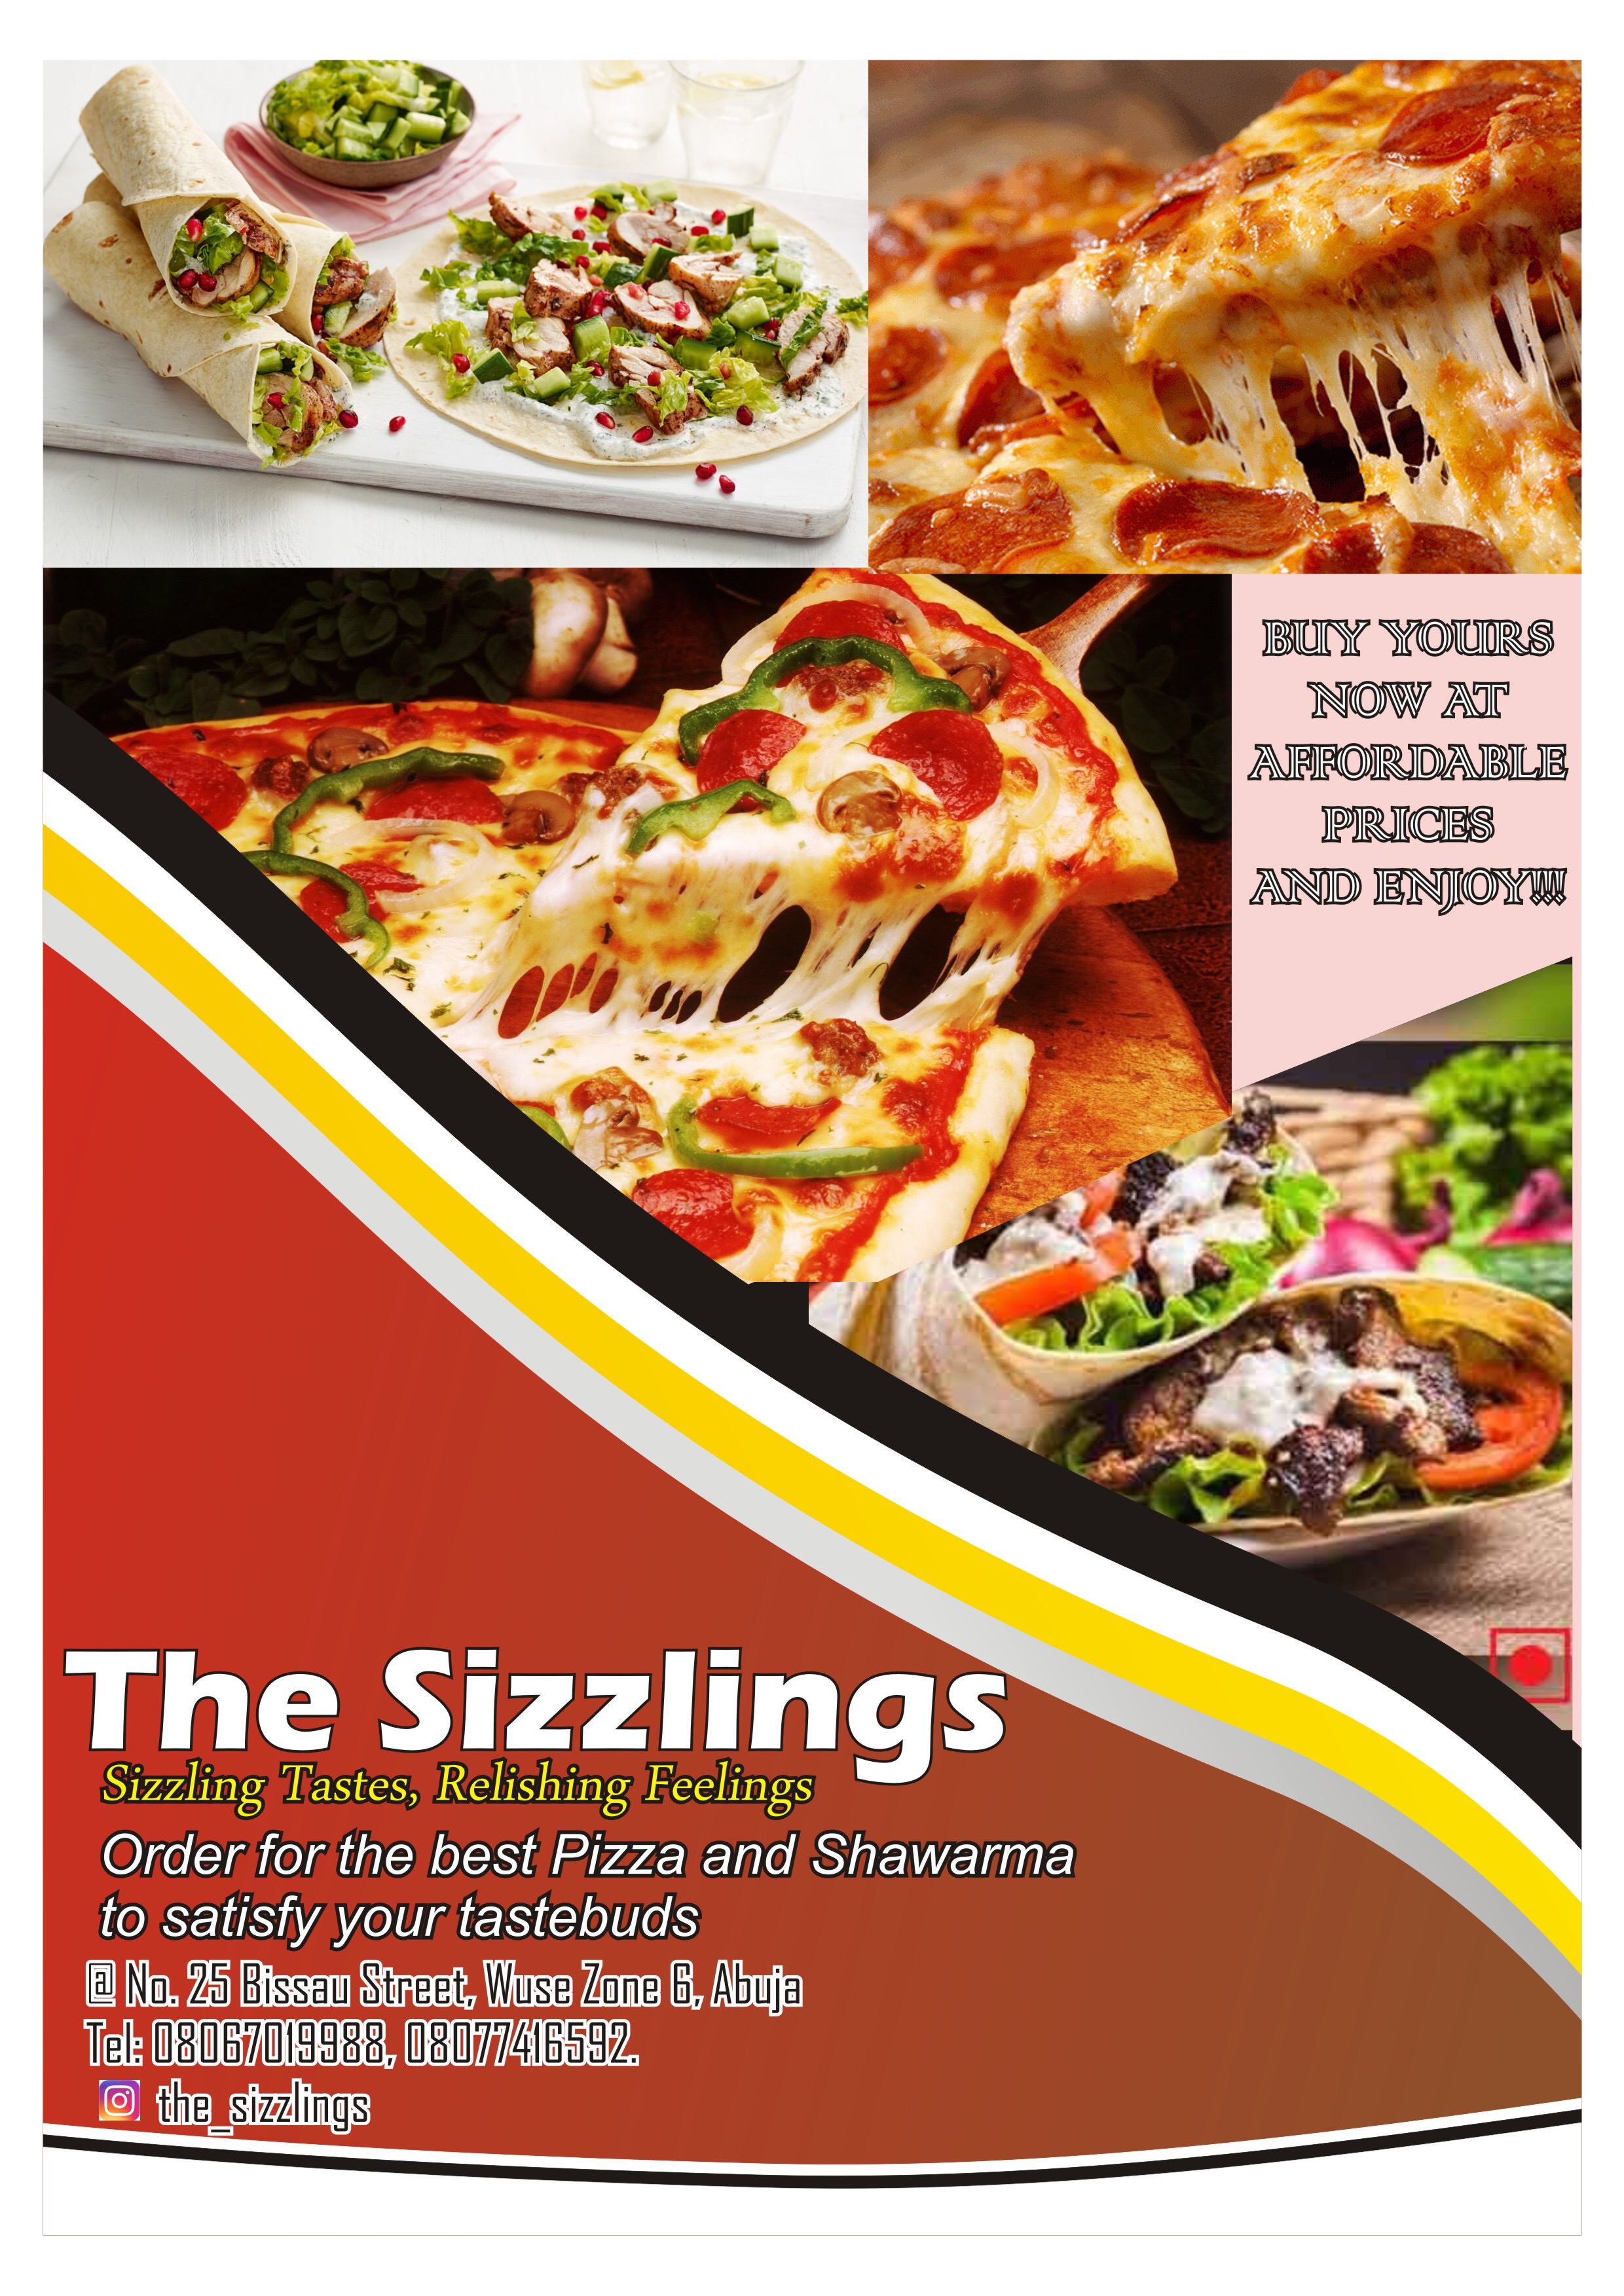 BUY YOURS
NOW AT
AFFORDABLE
PRICES
AND ENJOY!!!
The Sizzlings
Sizzling Tastes, Relishing Feelings
Order for the best Pizza and Shawarma
to satisfy your tastebuds
@ No. 25 Bissau Street, Wuse Zone 6, Abuja
Tel: 08067019988, 08077416592.
the_sizzlings